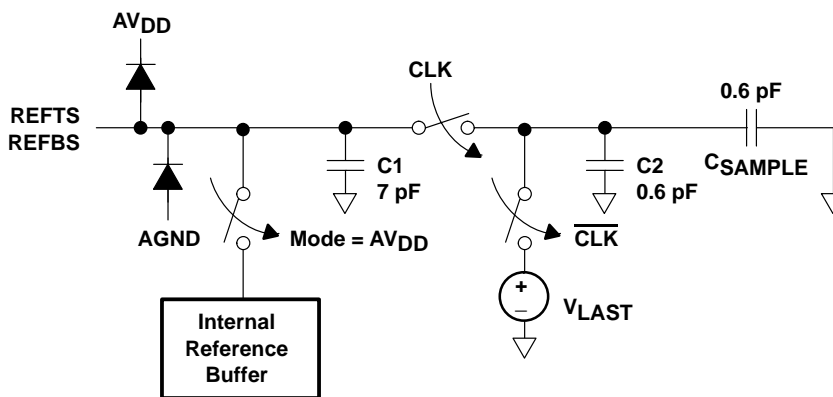 AVDD
CLK
0.6 pF
REFTS
REFBS
C1
7 pF
C2
0.6 pF
CSAMPLE
AGND
Mode = AVDD
C̅L̅K̅
+
–
VLAST
Internal
Reference
Buffer